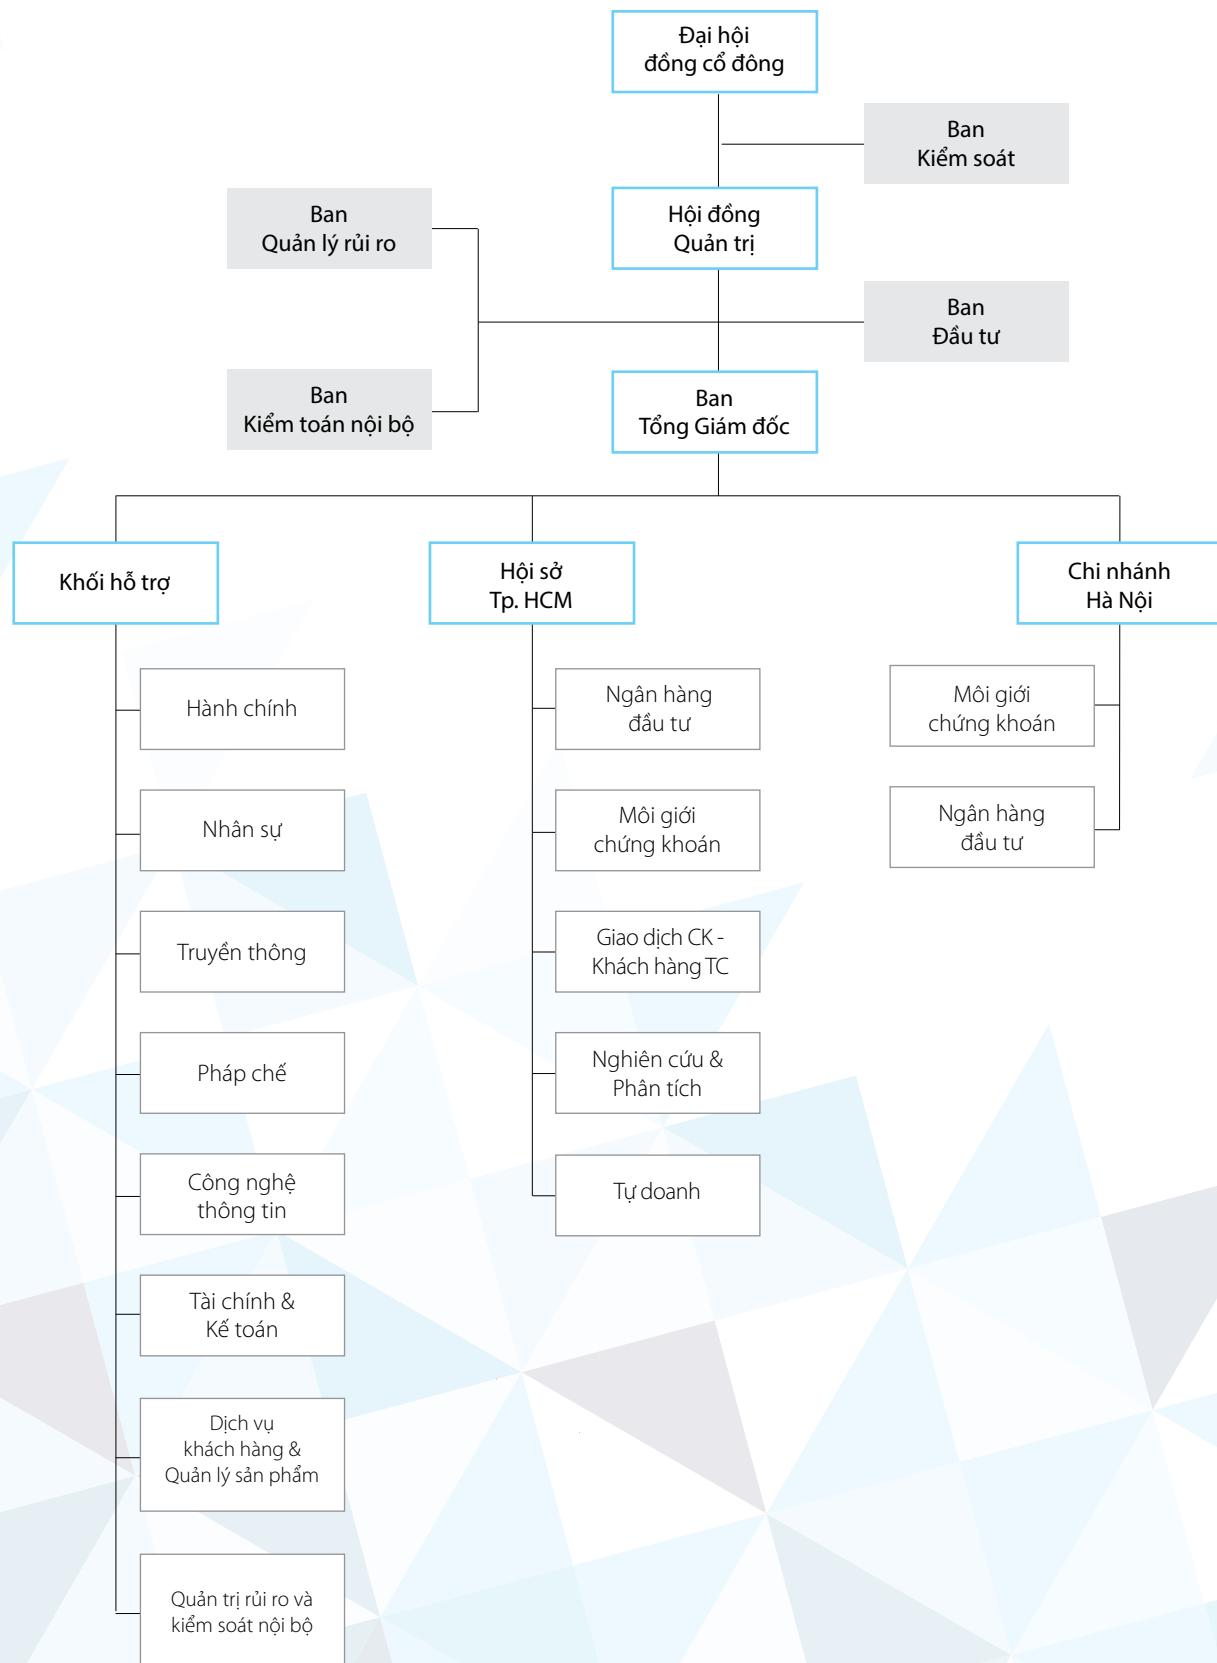 Đại hội
đồng cổ đông
Ban
Kiểm soát
Ban
Quản lý rủi ro
Hội đồng
Quản trị
Ban
Đầu tư
Ban
Kiểm toán nội bộ
Ban
Tổng Giám đốc
Khối hỗ trợ
Hội sở
Tp. HCM
Chi nhánh
Hà Nội
Hành chính
Nhân sự
Truyền thông
Pháp chế
Công nghệ
thông tin
Tài chính &
Kế toán
Dịch vụ
khách hàng &
Quản lý sản phẩm
Quản trị rủi ro và
kiểm soát nội bộ
Ngân hàng
đầu tư
Môi giới
chứng khoán
Giao dịch CK -
Khách hàng TC
Nghiên cứu &
Phân tích
Tự doanh
Môi giới
chứng khoán
Ngân hàng
đầu tư